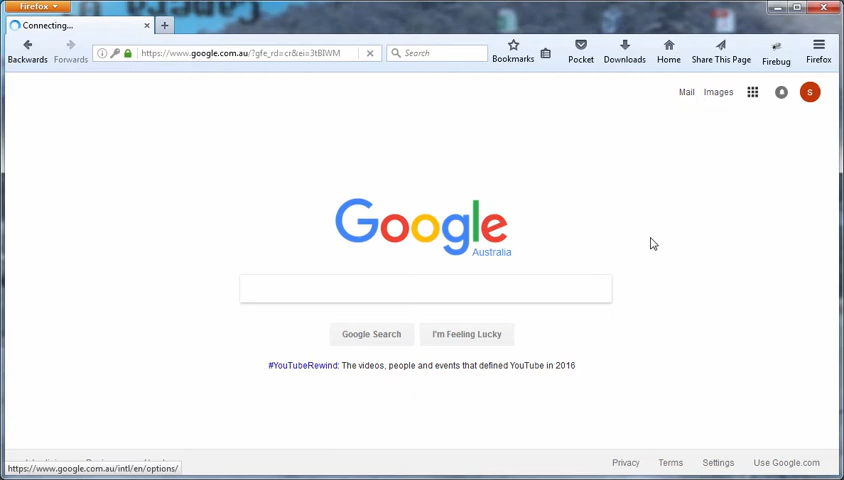 Firefox
Connecting...
https://www.google.com.au/?gfe_rd=cr&ei=3tBIWM
Search
Backwards
Forwards
Bookmarks
Pocket
Downloads
Home
Share This Page
Firebug
Firefox
Mail
Images
S
Google
Australia
Google Search
I'm Feeling Lucky
#YouTubeRewind: The videos, people and events that defined YouTube in 2016
Privacy
Terms
Settings
Use Google.com
https://www.google.com.au/intl/en/options/